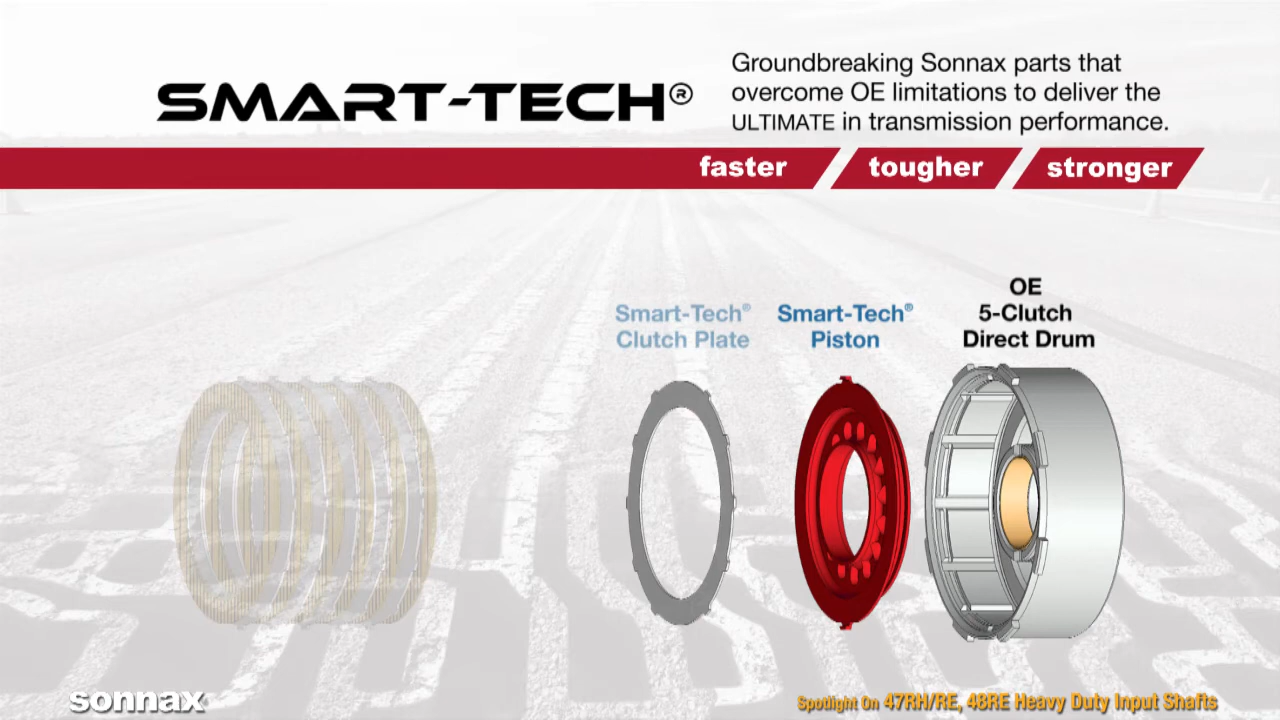 SMART-TECH®
Groundbreaking Sonnax parts that
overcome OE limitations to deliver the
ULTIMATE in transmission performance.
faster tougher stronger
Smart-Tech®
Clutch Plate
Smart-Tech®
Piston
OE
5-Clutch
Direct Drum
sonnax
Spotlight On 47RH/RE, 48RE Heavy Duty Input Shafts